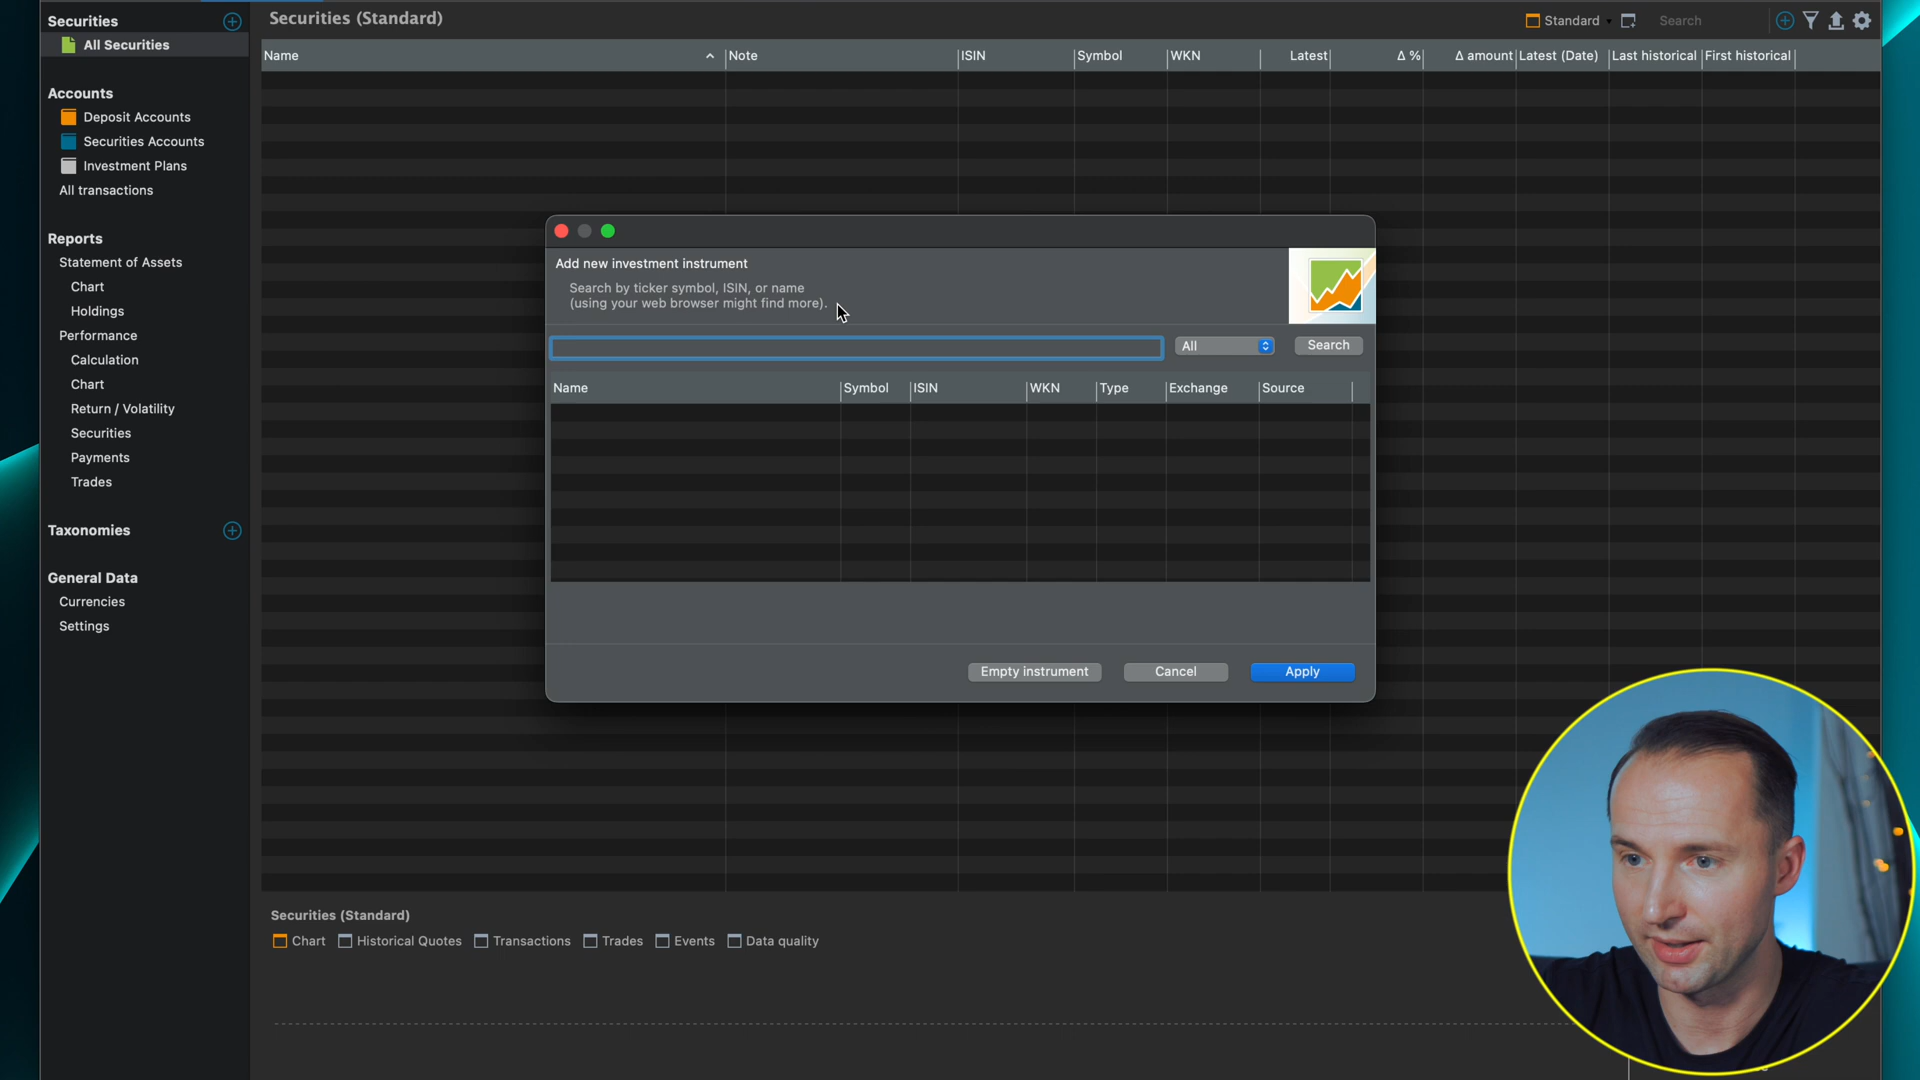 Securities
All Securities
Accounts
Deposit Accounts
Securities Accounts
Investment Plans
All transactions
Reports
Statement of Assets
Chart
Holdings
Performance
Calculation
Chart
Return / Volatility
Securities
Payments
Trades
Taxonomies
General Data
Currencies
Settings
Securities (Standard)
Standard Search
Name Note ISIN Symbol WKN Latest Δ % Δ amount Latest (Date) Last historical First historical
Add new investment instrument
Search by ticker symbol, ISIN, or name
(using your web browser might find more).
All Search
Name Symbol ISIN WKN Type Exchange Source
Empty instrument Cancel Apply
Securities (Standard)
Chart Historical Quotes Transactions Trades Events Data quality